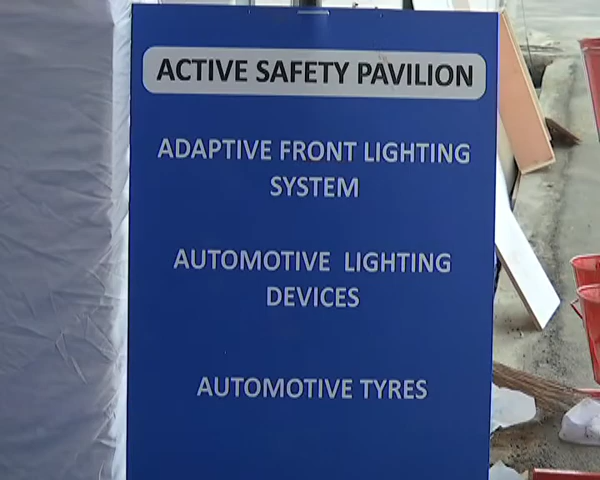 ACTIVE SAFETY PAVILION
ADAPTIVE FRONT LIGHTING
SYSTEM
AUTOMOTIVE LIGHTING
DEVICES
AUTOMOTIVE TYRES